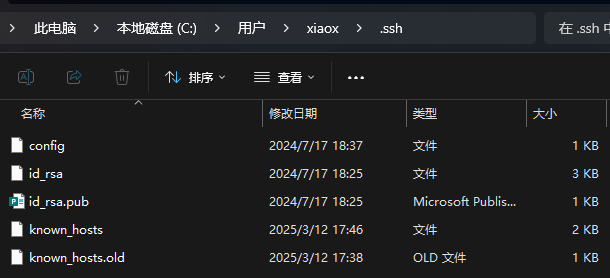 此电脑 > 本地磁盘 (C:) > 用户 > xiaox > .ssh > 在 .ssh 中
排序 查看 ...
名称 修改日期 类型 大小
config 2024/7/17 18:37 文件 1 KB
id_rsa 2024/7/17 18:25 文件 3 KB
id_rsa.pub 2024/7/17 18:25 Microsoft Publis... 1 KB
known_hosts 2025/3/12 17:46 文件 2 KB
known_hosts.old 2025/3/12 17:38 OLD 文件 1 KB